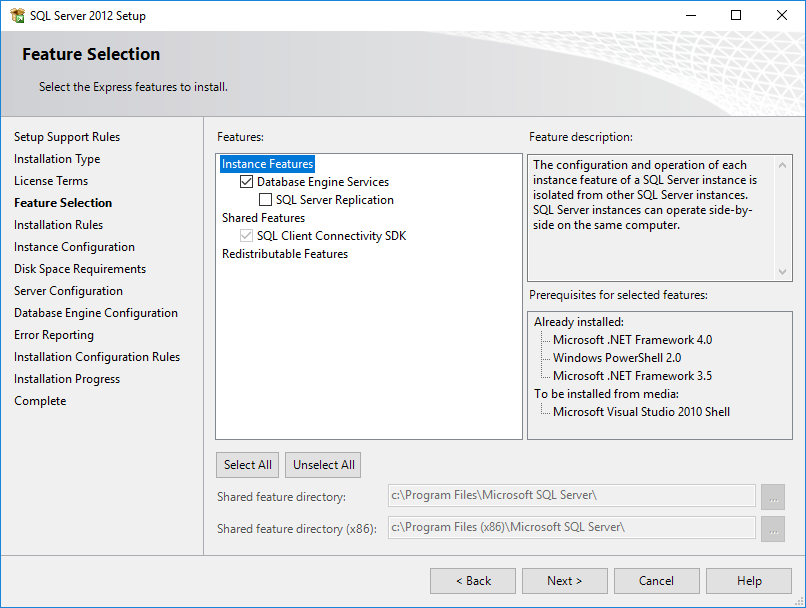 SQL Server 2012 Setup
Feature Selection
Select the Express features to install.
Setup Support Rules
Installation Type
License Terms
Feature Selection
Installation Rules
Instance Configuration
Disk Space Requirements
Server Configuration
Database Engine Configuration
Error Reporting
Installation Configuration Rules
Installation Progress
Complete
Features:
Instance Features
Database Engine Services
SQL Server Replication
Shared Features
SQL Client Connectivity SDK
Redistributable Features
Feature description:
The configuration and operation of each
instance feature of a SQL Server instance is
isolated from other SQL Server instances.
SQL Server instances can operate side-by-
side on the same computer.
Prerequisites for selected features:
Already installed:
Microsoft .NET Framework 4.0
Windows PowerShell 2.0
Microsoft .NET Framework 3.5
To be installed from media:
Microsoft Visual Studio 2010 Shell
Select All
Unselect All
Shared feature directory:
c:\Program Files\Microsoft SQL Server\
...
Shared feature directory (x86):
c:\Program Files (x86)\Microsoft SQL Server\
...
< Back
Next >
Cancel
Help